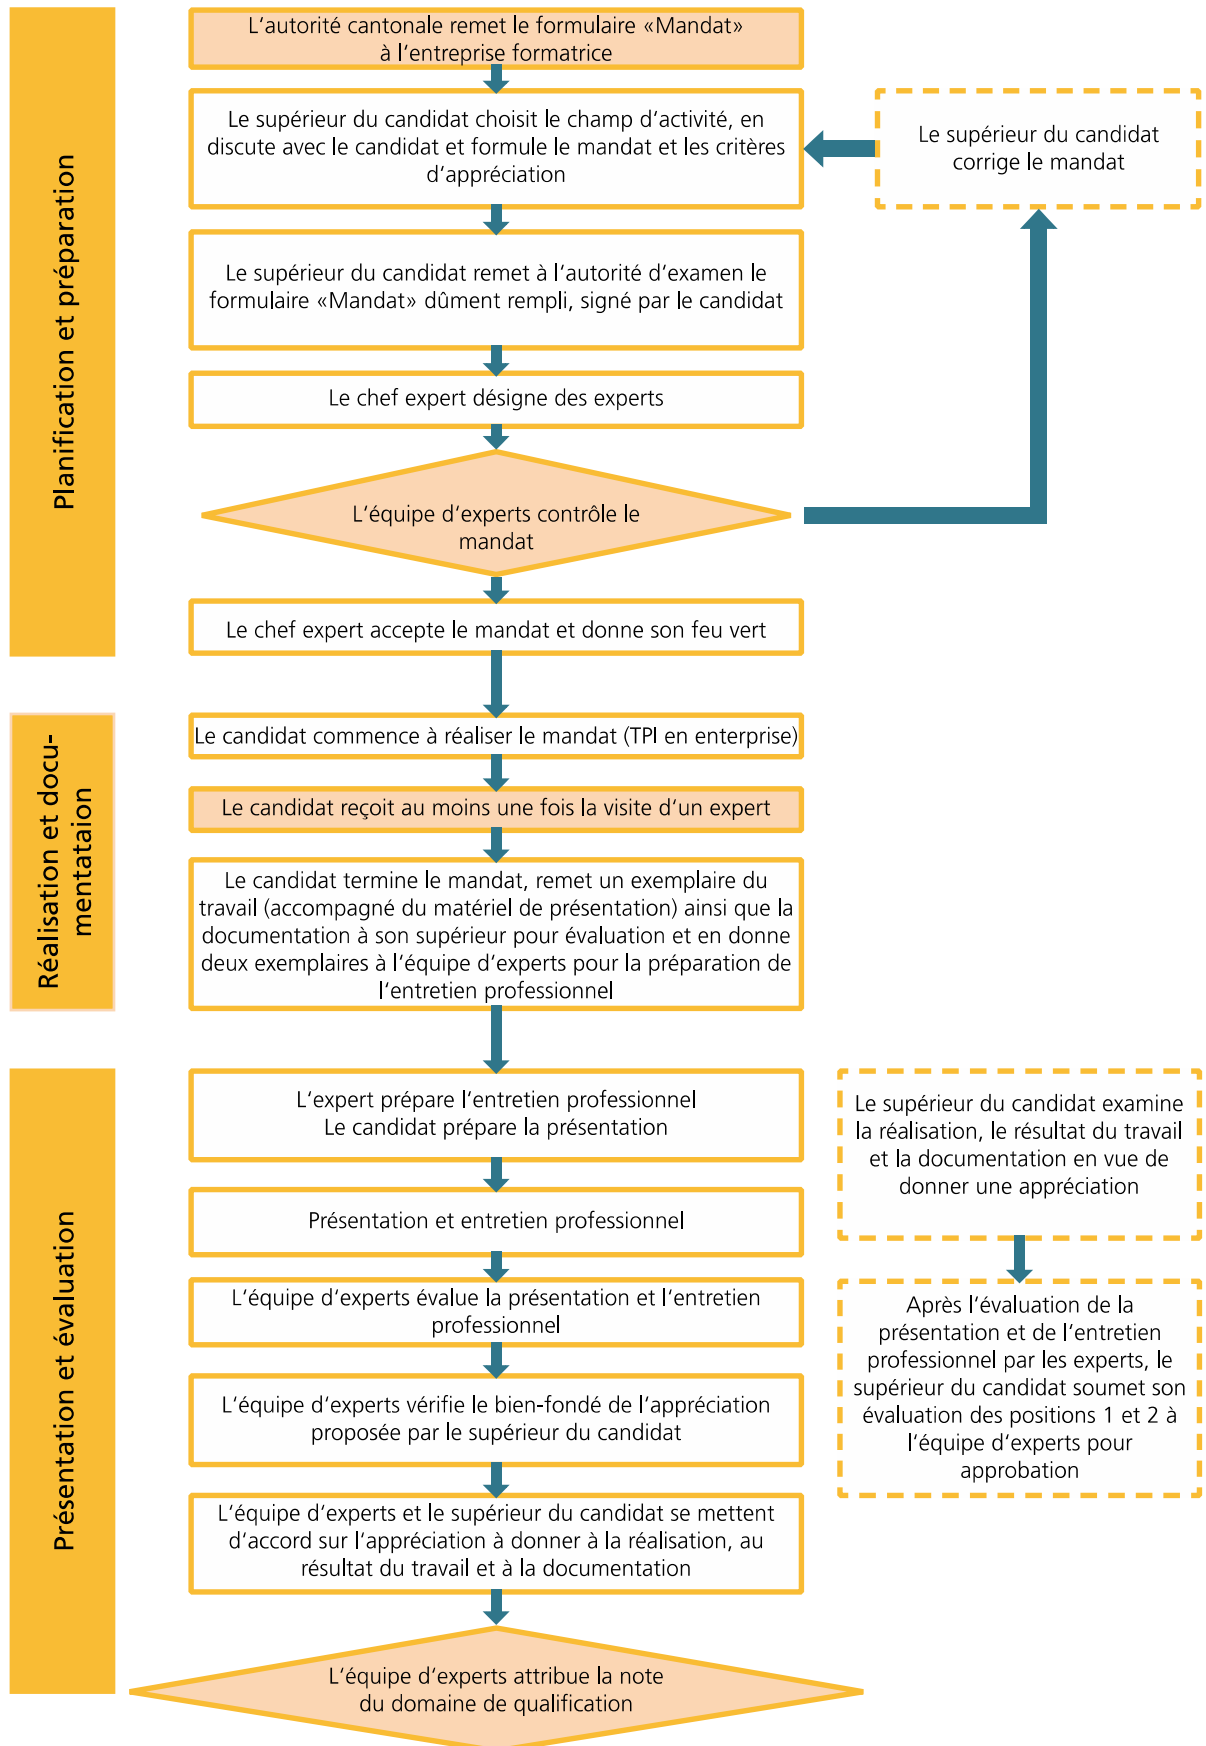 Planification et préparation
L'autorité cantonale remet le formulaire «Mandat»
à l'entreprise formatrice
Le supérieur du candidat choisit le champ d'activité, en
discute avec le candidat et formule le mandat et les critères
d'appréciation
Le supérieur du candidat
corrige le mandat
Le supérieur du candidat remet à l'autorité d'examen le
formulaire «Mandat» dûment rempli, signé par le candidat
Le chef expert désigne des experts
L'équipe d'experts contrôle le
mandat
Le chef expert accepte le mandat et donne son feu vert
Réalisation et docu-
mentataion
Le candidat commence à réaliser le mandat (TPI en enterprise)
Le candidat reçoit au moins une fois la visite d'un expert
Le candidat termine le mandat, remet un exemplaire du
travail (accompagné du matériel de présentation) ainsi que la
documentation à son supérieur pour évaluation et en donne
deux exemplaires à l'équipe d'experts pour la préparation de
l'entretien professionnel
Présentation et évaluation
L'expert prépare l'entretien professionnel
Le candidat prépare la présentation
Présentation et entretien professionnel
L'équipe d'experts évalue la présentation et l'entretien
professionnel
L'équipe d'experts vérifie le bien-fondé de l'appréciation
proposée par le supérieur du candidat
L'équipe d'experts et le supérieur du candidat se mettent
d'accord sur l'appréciation à donner à la réalisation, au
résultat du travail et à la documentation
L'équipe d'experts attribue la note
du domaine de qualification
Le supérieur du candidat examine
la réalisation, le résultat du travail
et la documentation en vue de
donner une appréciation
Après l'évaluation de la
présentation et de l'entretien
professionnel par les experts, le
supérieur du candidat soumet son
évaluation des positions 1 et 2 à
l'équipe d'experts pour
approbation